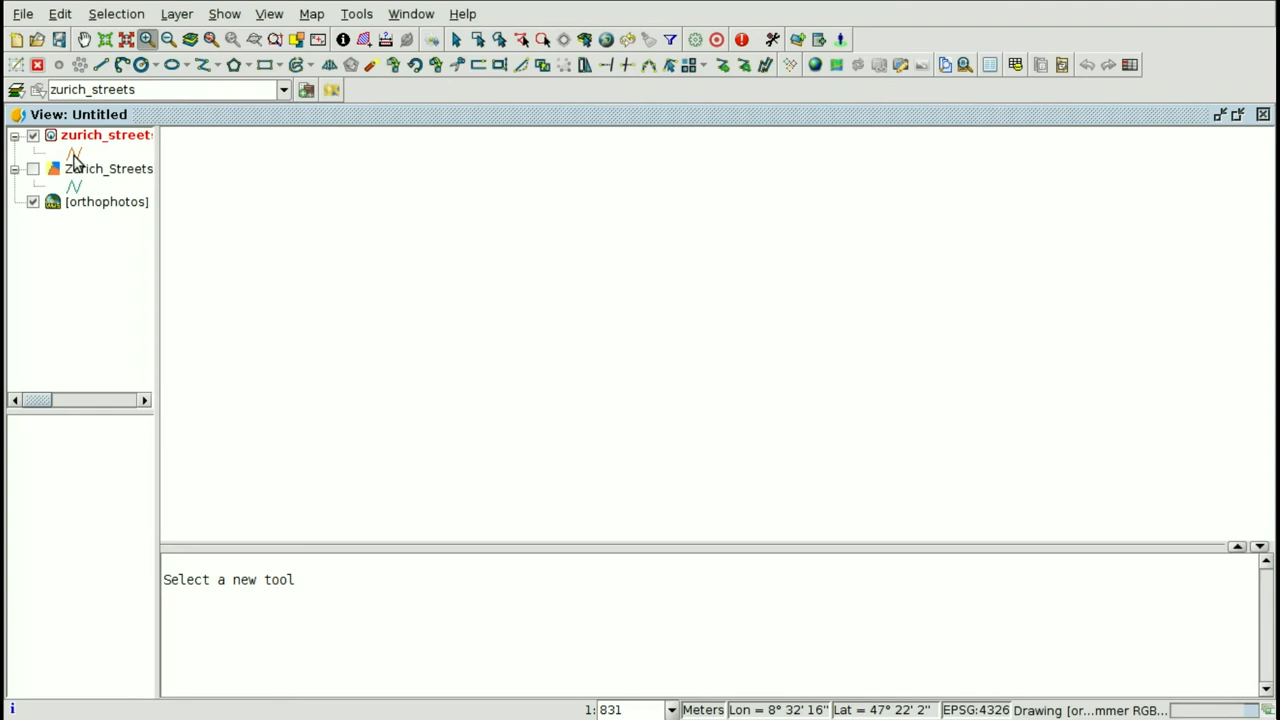 File Edit Selection Layer Show View Map Tools Window Help
zurich_streets
View: Untitled
zurich_streets
Zurich_Streets
[orthophotos]
Select a new tool
1: 831 Meters Lon = 8° 32' 16" Lat = 47° 22' 2" EPSG:4326 Drawing [or...mmer RGB...